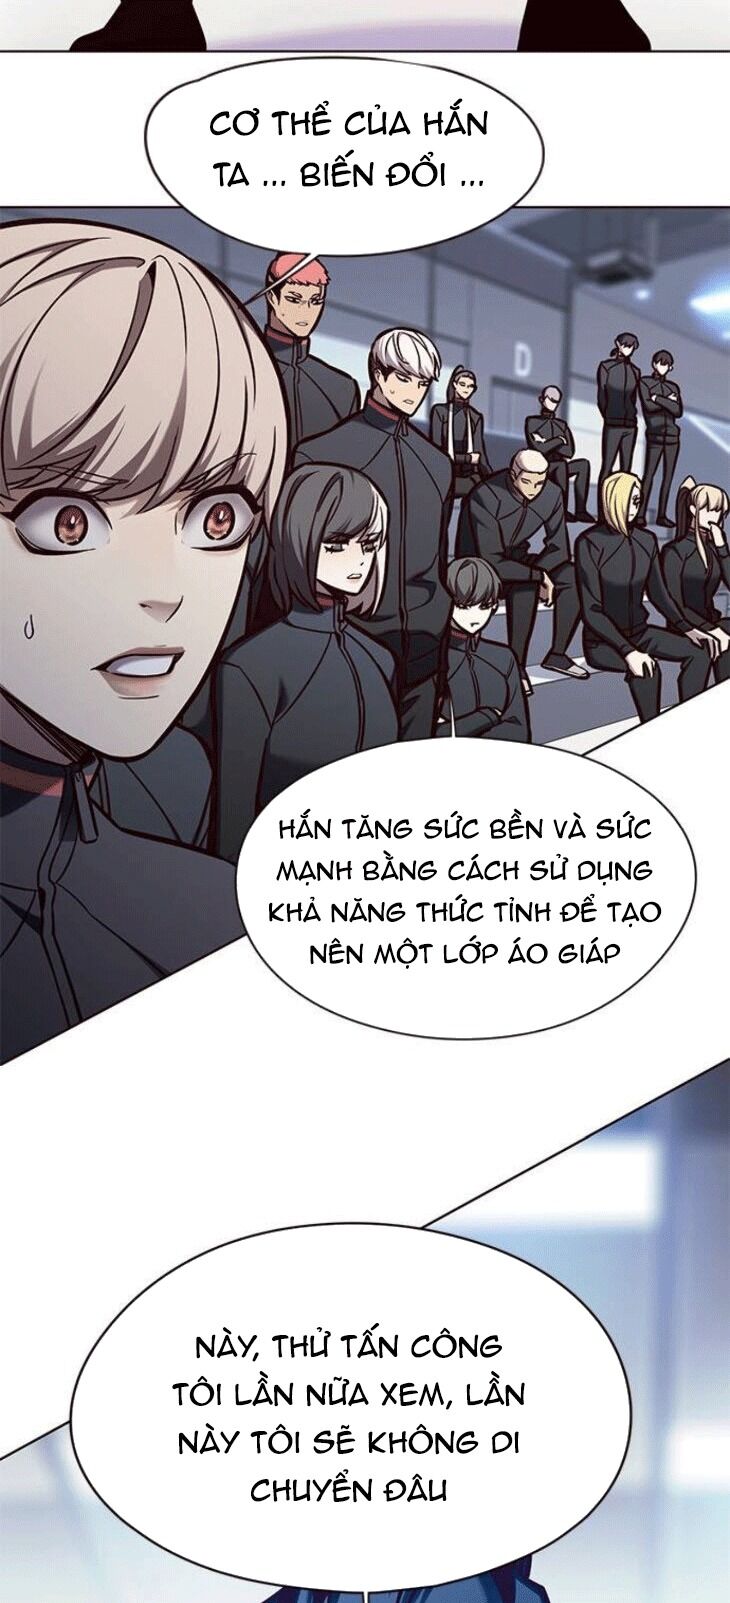 CƠ THỂ CỦA HẮN
TA ... BIẾN ĐỔI ...
D
HẮN TĂNG SỨC BỀN VÀ SỨC
MẠNH BẰNG CÁCH SỬ DỤNG
KHẢ NĂNG THỨC TỈNH ĐỂ TẠO
NÊN MỘT LỚP ÁO GIÁP
NÀY, THỬ TẤN CÔNG
TÔI LẦN NỮA XEM, LẦN
NÀY TÔI SẼ KHÔNG DI
CHUYỂN ĐÂU